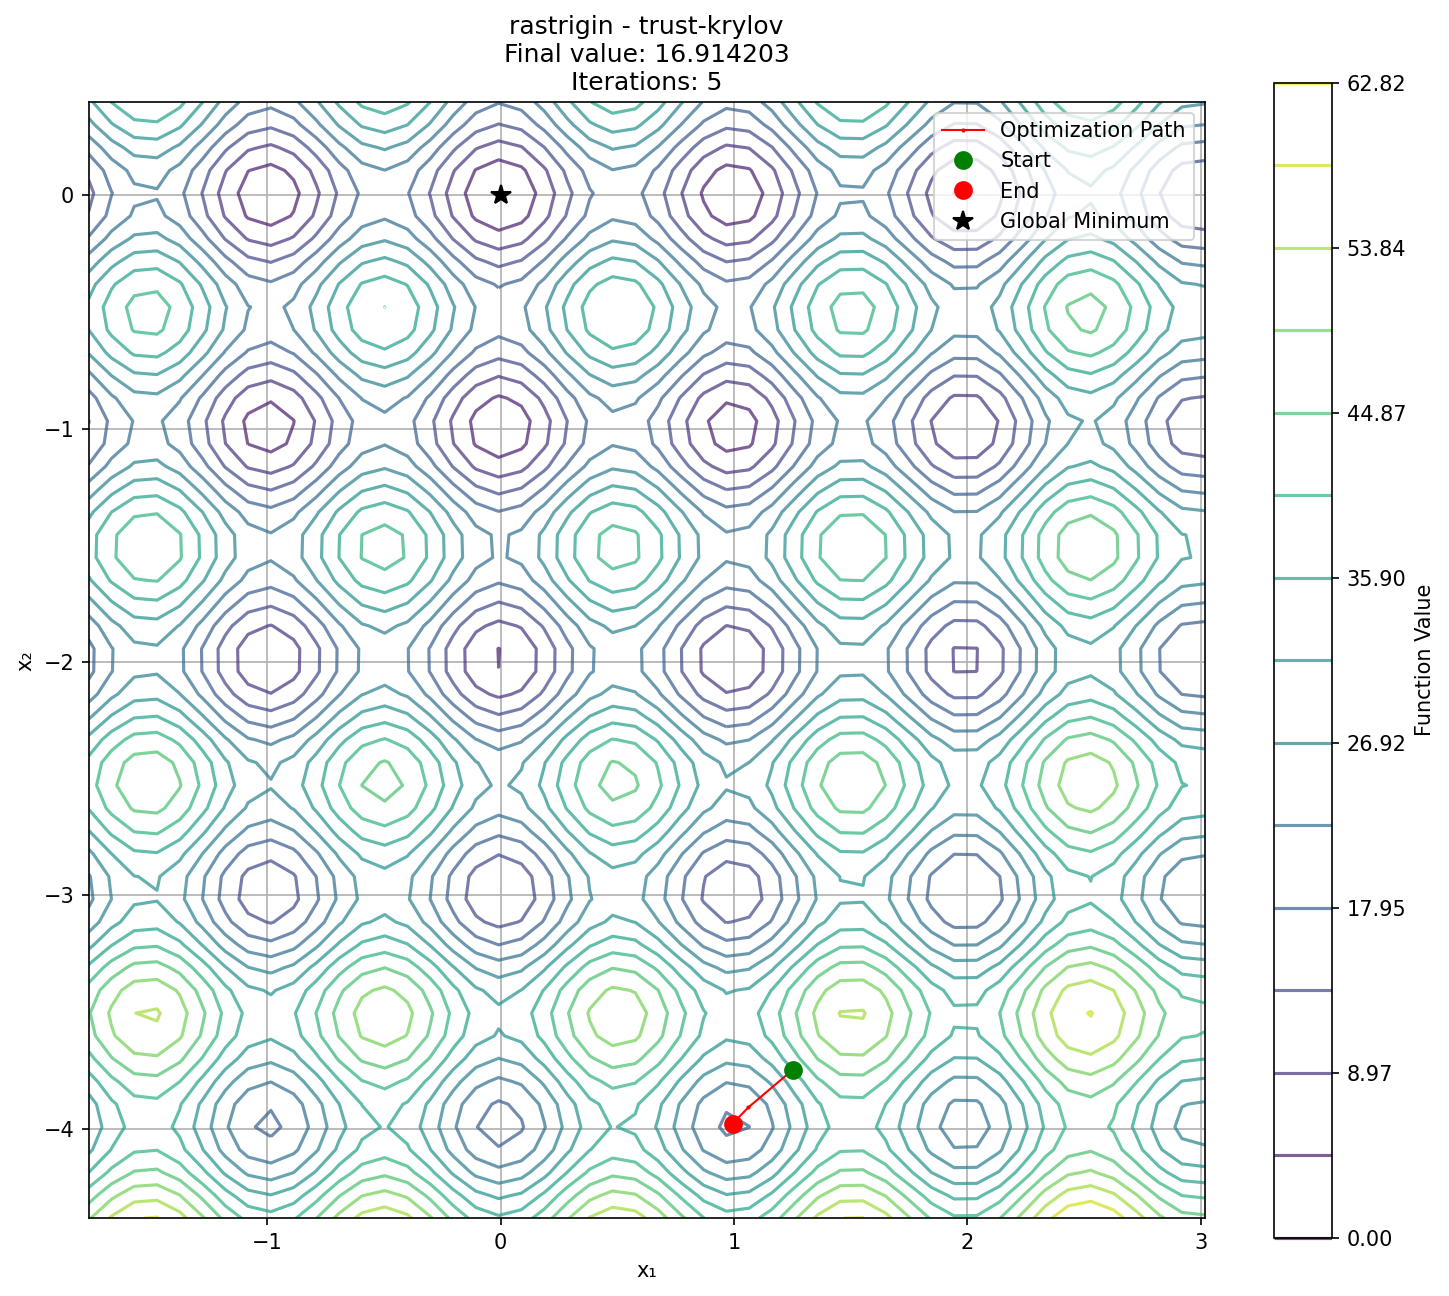 rastrigin - trust-krylov
Final value: 16.914203
Iterations: 5
Optimization Path
Start
End
Global Minimum
0
−1
−2
−3
−4
x₂
−1
0
1
2
3
x₁
62.82
53.84
44.87
35.90
26.92
17.95
8.97
0.00
Function Value